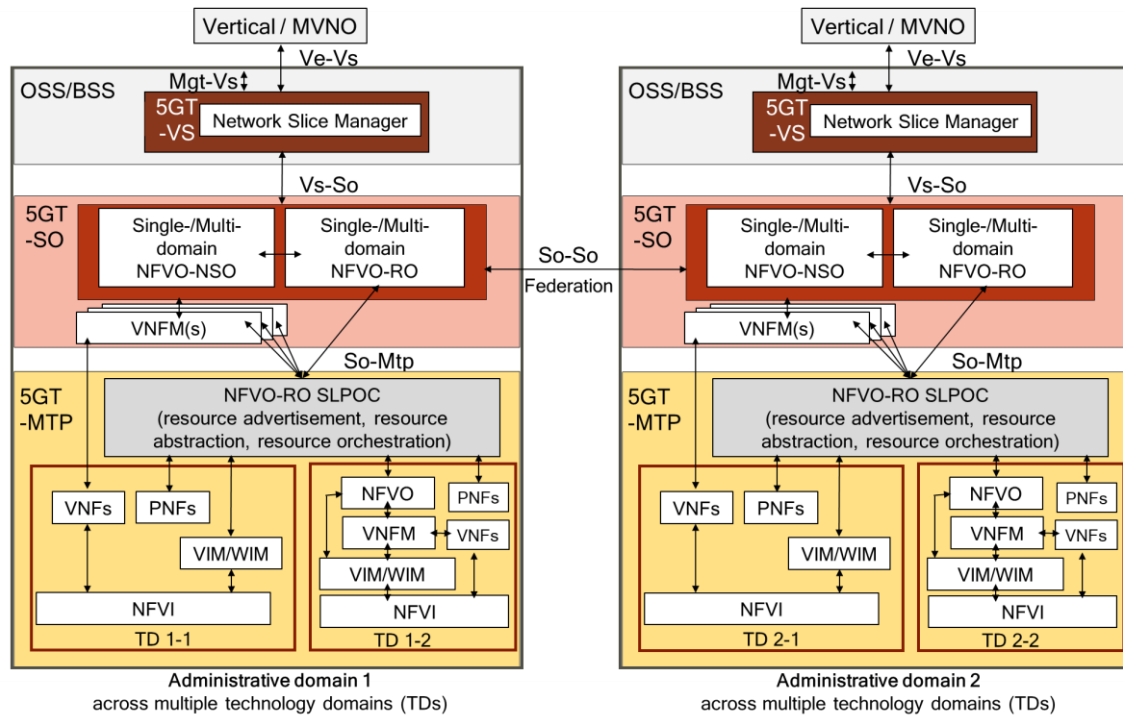 Vertical / MVNO
Ve-Vs
Mgt-Vs
OSS/BSS
5GT
-VS
Network Slice Manager
Vs-So
5GT
-SO
Single-/Multi-
domain
NFVO-NSO
Single-/Multi-
domain
NFVO-RO
VNFM(s)
So-Mtp
5GT
-MTP
NFVO-RO SLPOC
(resource advertisement, resource
abstraction, resource orchestration)
VNFs
PNFs
VIM/WIM
NFVI
TD 1-1
NFVO
PNFs
VNFM
VNFs
VIM/WIM
NFVI
TD 1-2
Administrative domain 1
across multiple technology domains (TDs)
So-So
Federation
Vertical / MVNO
Ve-Vs
Mgt-Vs
OSS/BSS
5GT
-VS
Network Slice Manager
Vs-So
5GT
-SO
Single-/Multi-
domain
NFVO-NSO
Single-/Multi-
domain
NFVO-RO
VNFM(s)
So-Mtp
5GT
-MTP
NFVO-RO SLPOC
(resource advertisement, resource
abstraction, resource orchestration)
VNFs
PNFs
VIM/WIM
NFVI
TD 2-1
NFVO
PNFs
VNFM
VNFs
VIM/WIM
NFVI
TD 2-2
Administrative domain 2
across multiple technology domains (TDs)